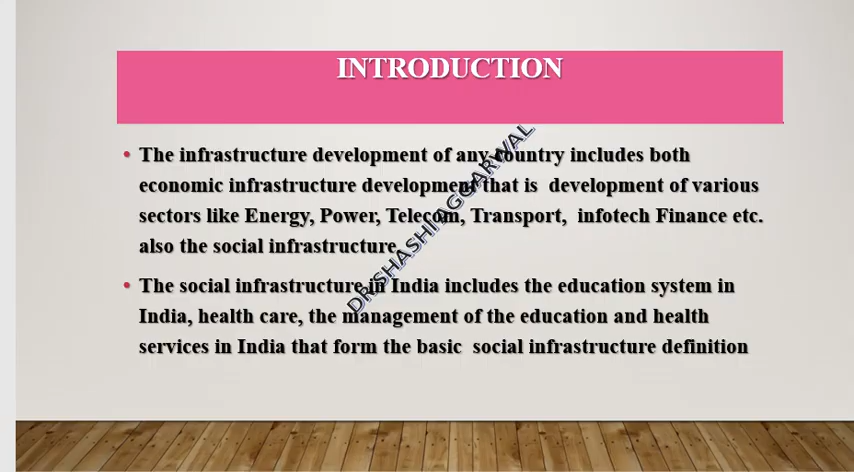 INTRODUCTION
• The infrastructure development of any country includes both
economic infrastructure development that is development of various
sectors like Energy, Power, Telecom, Transport, infotech Finance etc.
also the social infrastructure.
• The social infrastructure in India includes the education system in
India, health care, the management of the education and health
services in India that form the basic social infrastructure definition
DR SHASHI AGGARWAL